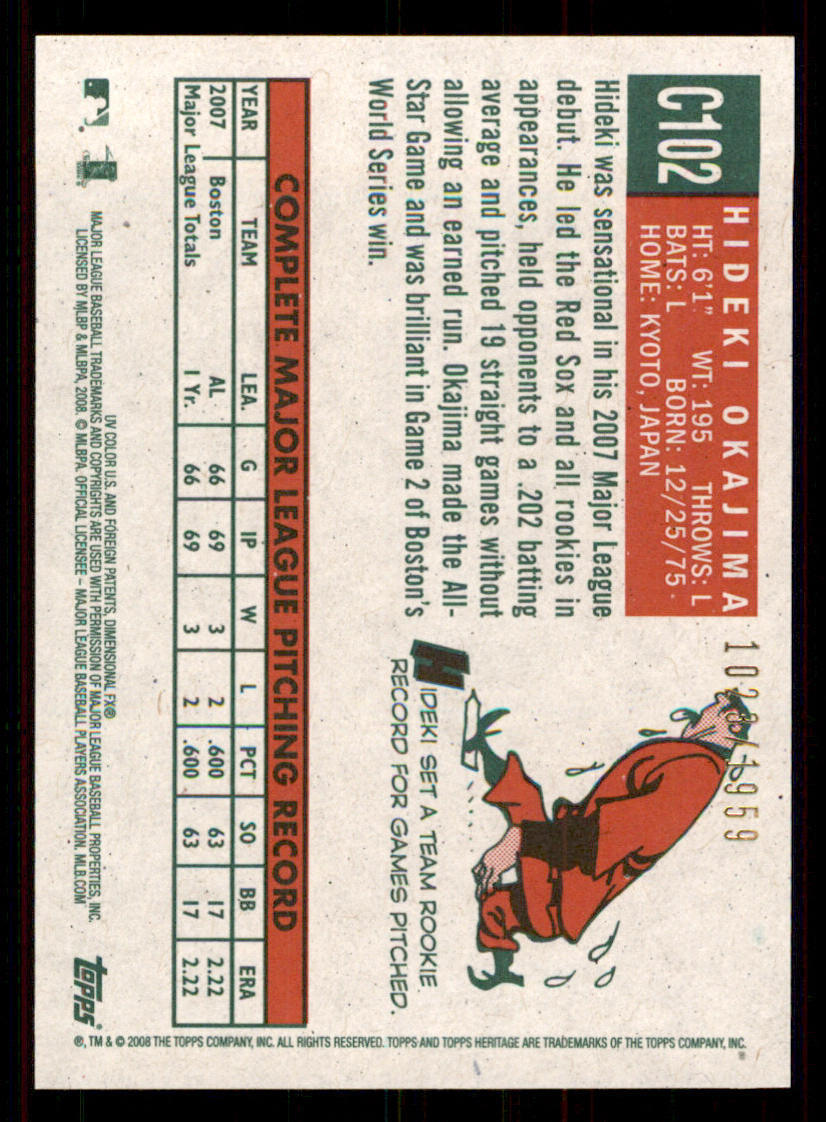 C102
HIDEKI OKAJIMA
HT: 6'1" WT: 195 THROWS: L
BATS: L BORN: 12/25/75
HOME: KYOTO, JAPAN
Hideki was sensational in his 2007 Major League
debut. He led the Red Sox and all rookies in
appearances, held opponents to a .202 batting
average and pitched 19 straight games without
allowing an earned run. Okajima made the All-
Star Game and was brilliant in Game 2 of Boston's
World Series win.
/1959
HIDEKI SET A TEAM ROOKIE
RECORD FOR GAMES PITCHED.
COMPLETE MAJOR LEAGUE PITCHING RECORD
YEAR TEAM LEA. G IP W L PCT SO BB ERA
2007 Boston AL 66 69 3 2 .600 63 17 2.22
Major League Totals 1 Yr. 66 69 3 2 .600 63 17 2.22
UV COLOR U.S. AND FOREIGN PATENTS, DIMENSIONAL FX®
MAJOR LEAGUE BASEBALL TRADEMARKS AND COPYRIGHTS ARE USED WITH PERMISSION OF MAJOR LEAGUE BASEBALL PROPERTIES, INC.
LICENSED BY MLBP & MLBPA, 2008. © MLBPA. OFFICIAL LICENSEE – MAJOR LEAGUE BASEBALL PLAYERS ASSOCIATION. MLB.COM
topps®
®, TM & © 2008 THE TOPPS COMPANY, INC. ALL RIGHTS RESERVED. TOPPS AND TOPPS HERITAGE ARE TRADEMARKS OF THE TOPPS COMPANY, INC.